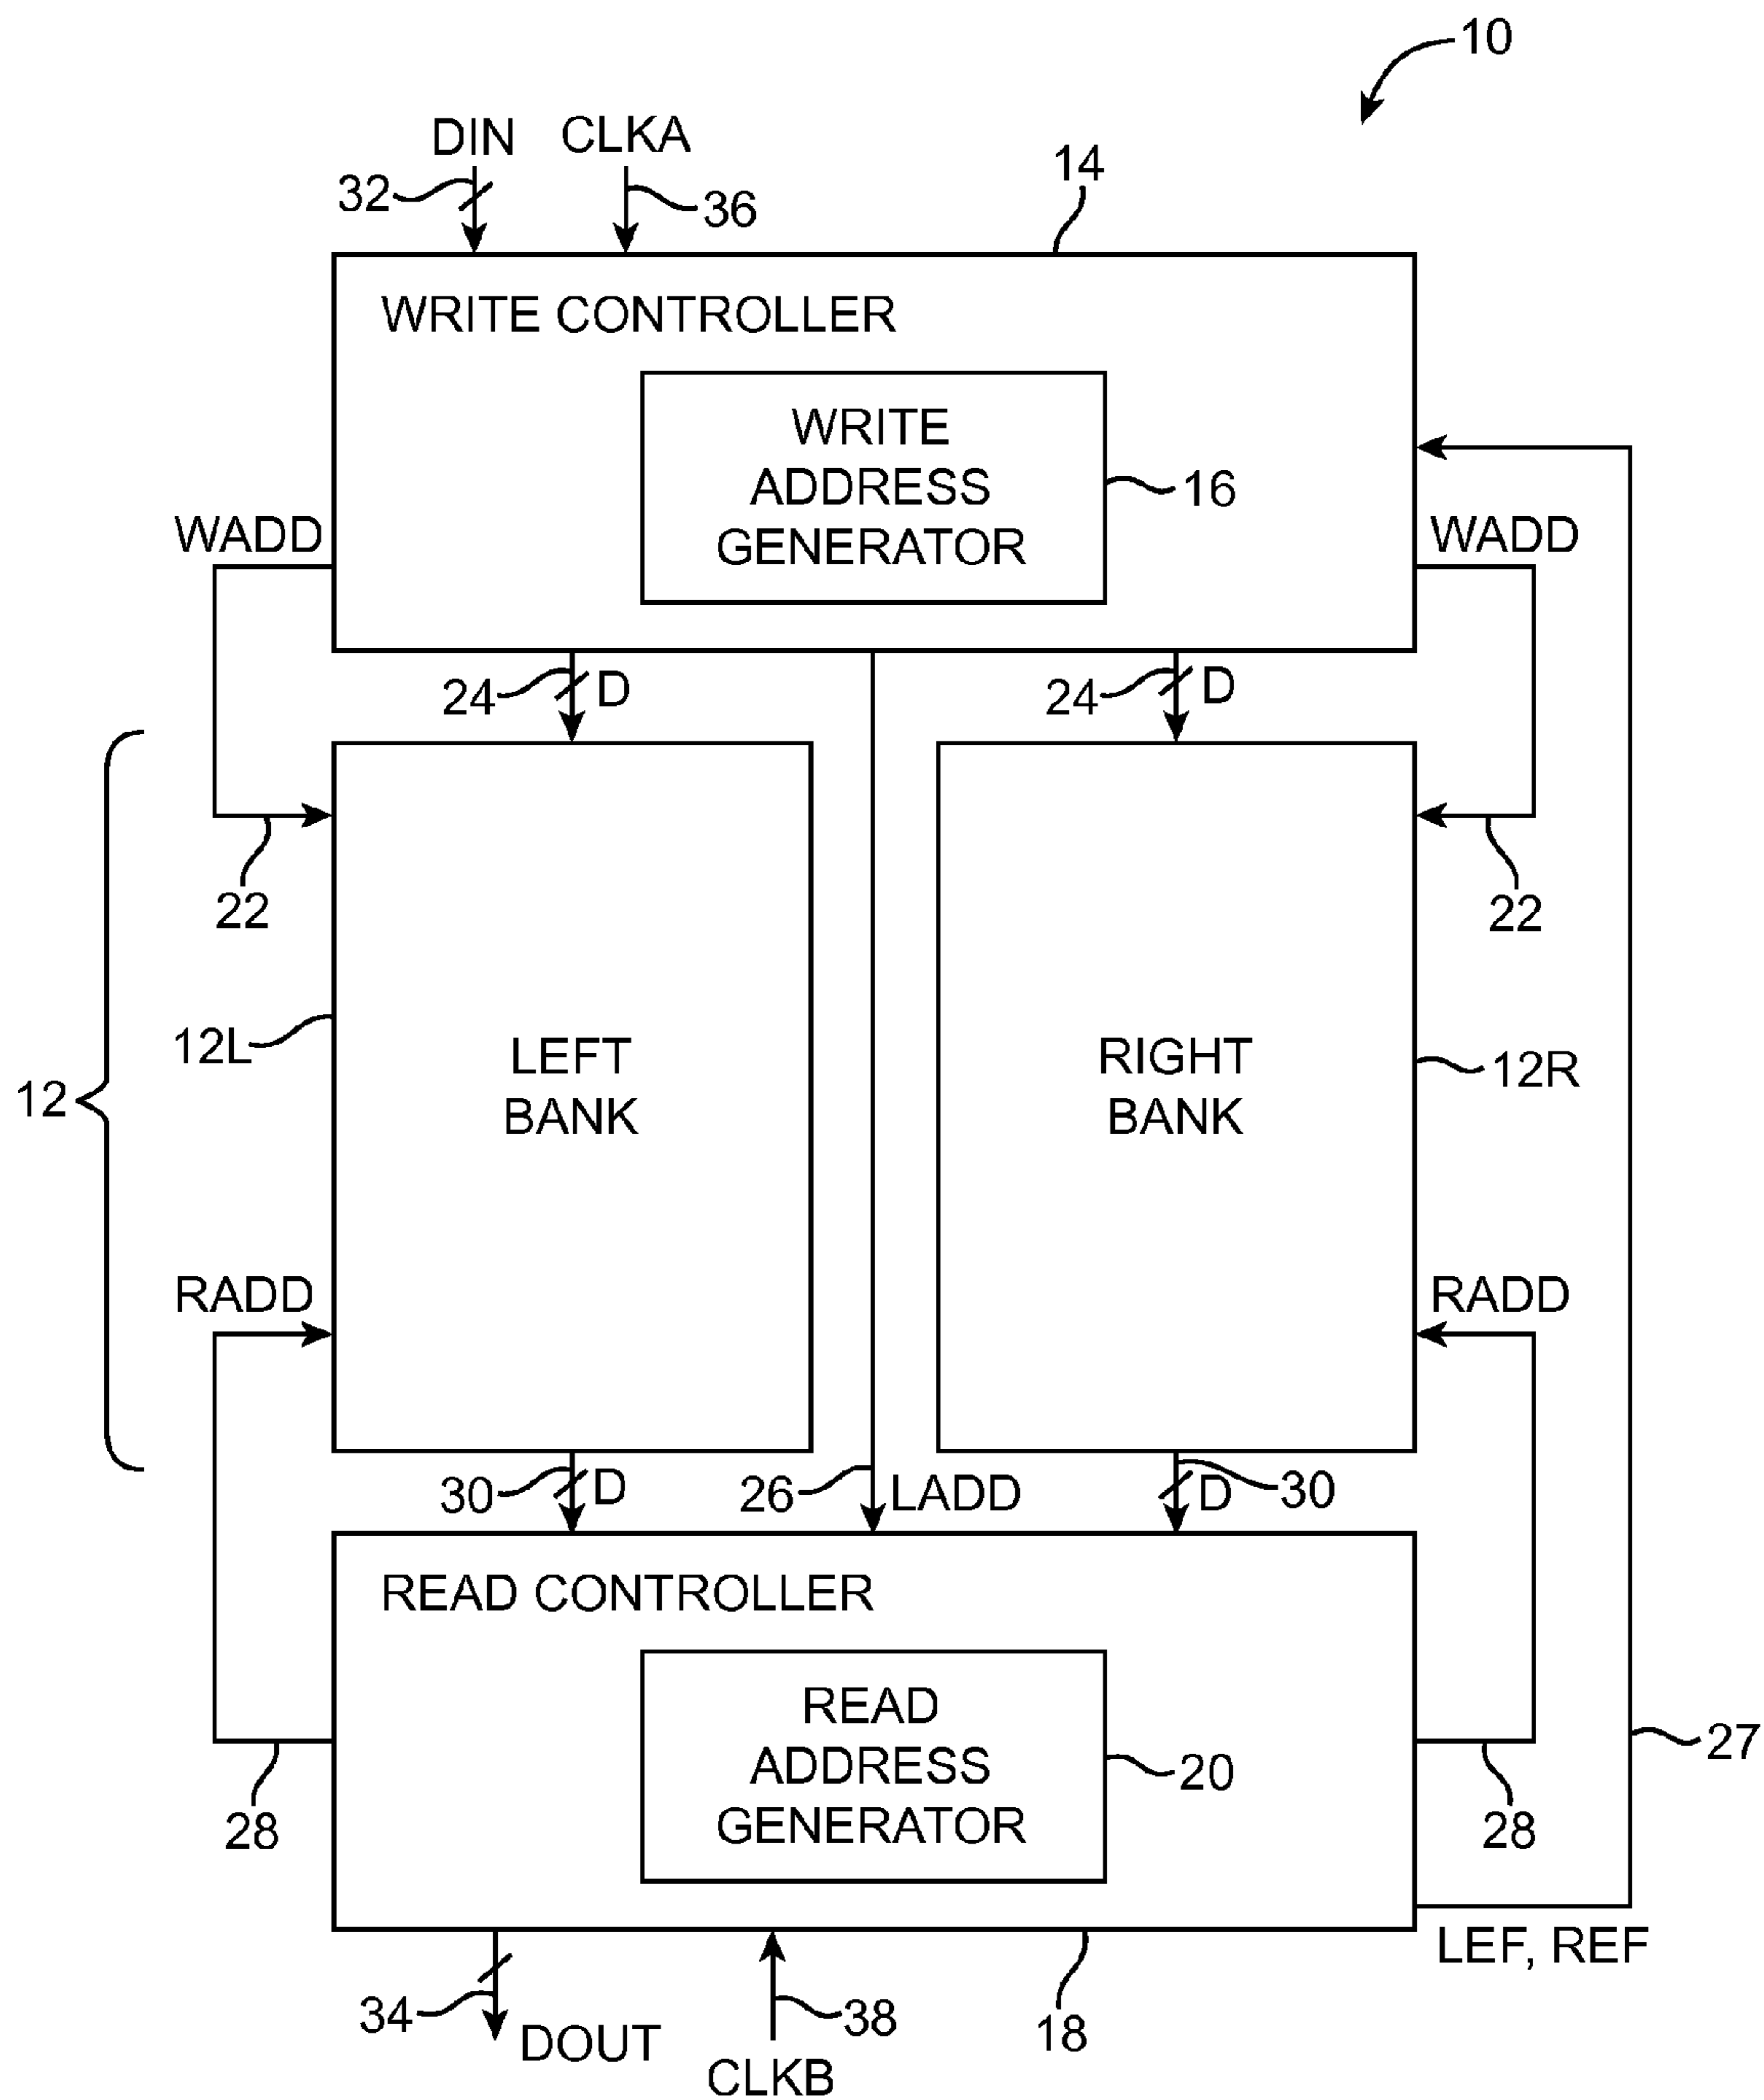 10
DIN CLKA
32 36 14
WRITE CONTROLLER
WRITE
ADDRESS
GENERATOR
16
WADD WADD
24 D 24 D
22 22
12L LEFT
BANK
RIGHT
BANK
12R
12
RADD RADD
30 D 26 LADD D 30
READ CONTROLLER
READ
ADDRESS
GENERATOR
20
28 28 27
LEF, REF
34 DOUT 38 18
CLKB